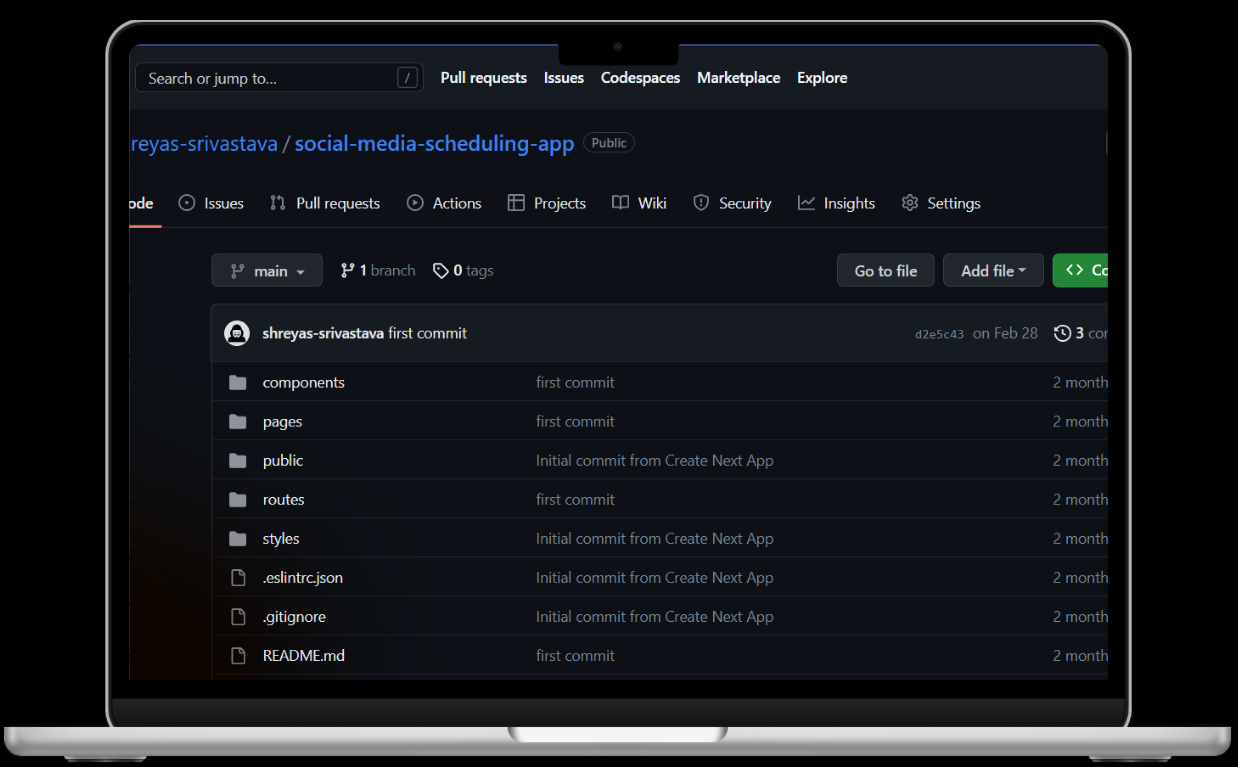 Search or jump to... / Pull requests Issues Codespaces Marketplace Explore
reyas-srivastava / social-media-scheduling-app Public
ode Issues Pull requests Actions Projects Wiki Security Insights Settings
main 1 branch 0 tags Go to file Add file <> Co
shreyas-srivastava first commit d2e5c43 on Feb 28 3 con
components first commit 2 month
pages first commit 2 month
public Initial commit from Create Next App 2 month
routes first commit 2 month
styles Initial commit from Create Next App 2 month
.eslintrc.json Initial commit from Create Next App 2 month
.gitignore Initial commit from Create Next App 2 month
README.md first commit 2 month